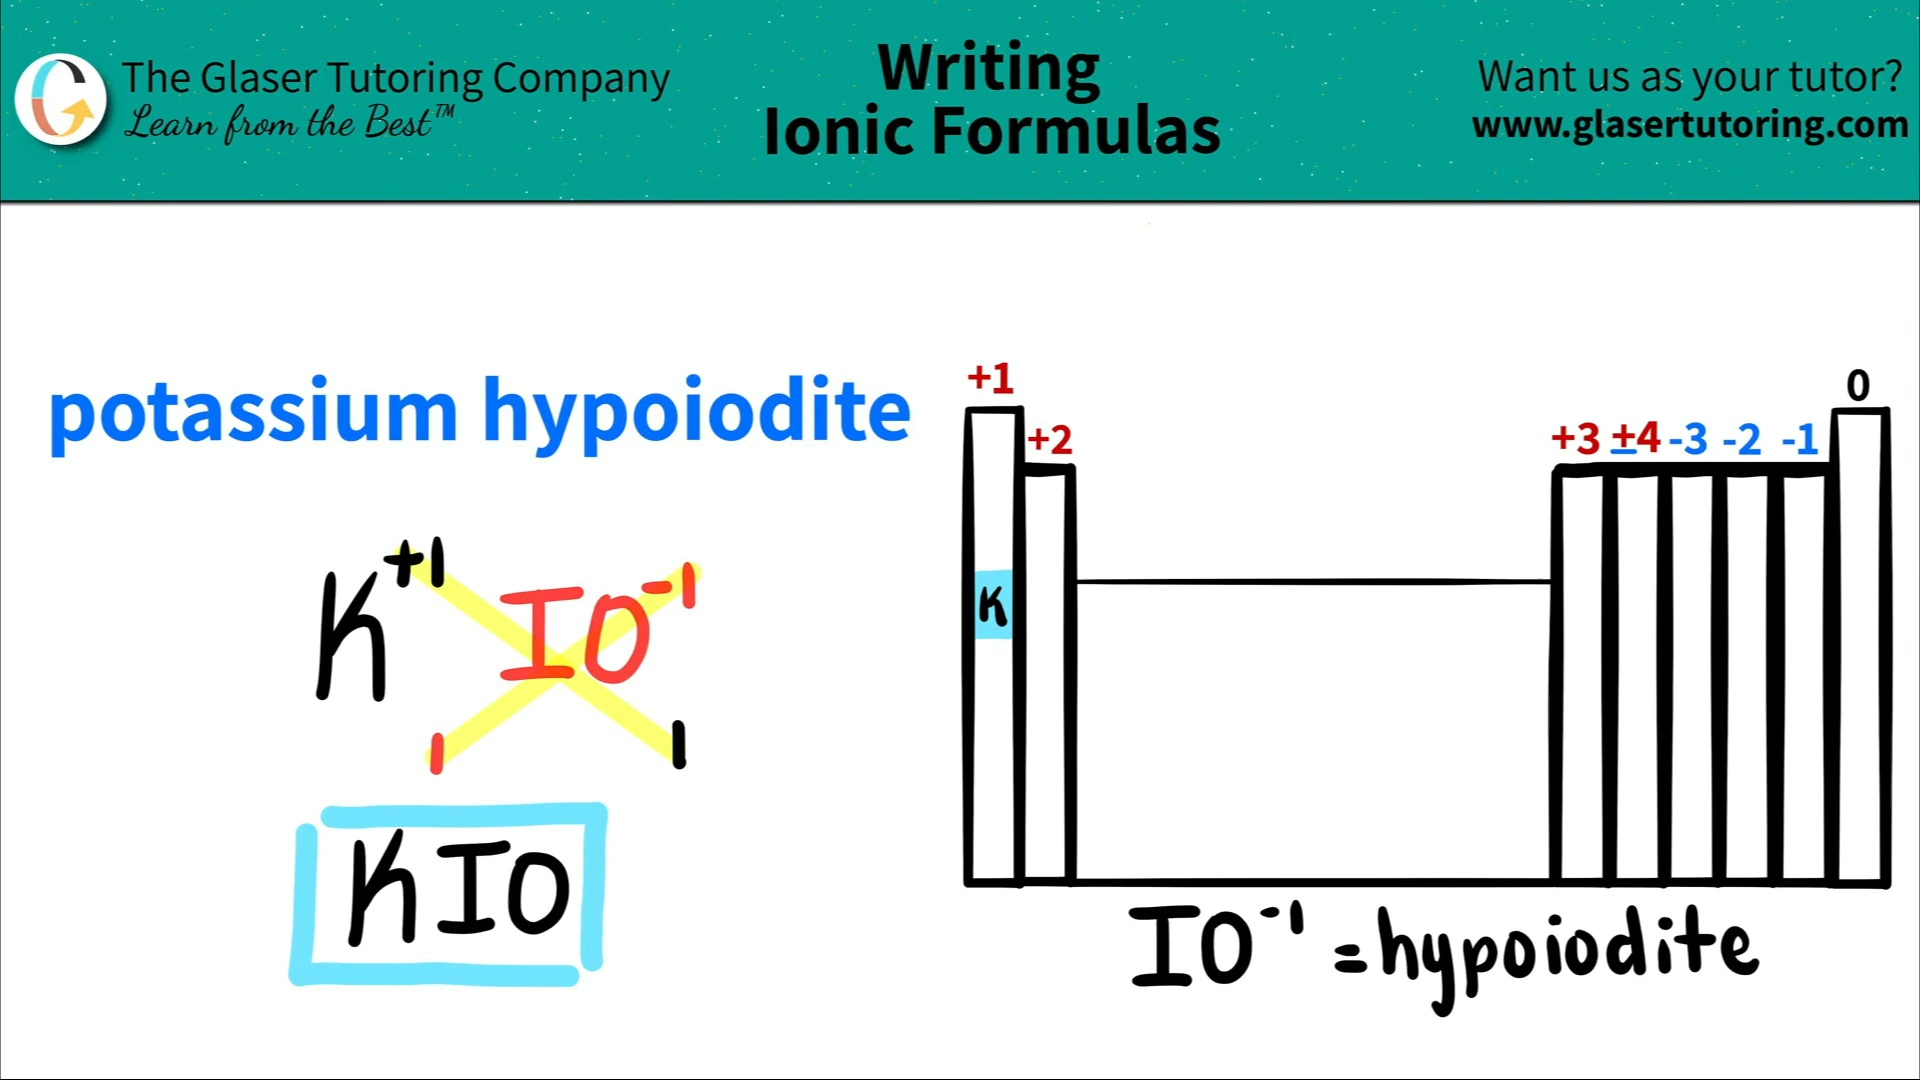 The Glaser Tutoring Company
Learn from the Best™
Writing
Ionic Formulas
Want us as your tutor?
www.glasertutoring.com
potassium hypoiodite
K⁺¹ IO⁻¹
1 1
KIO
+1
+2
+3 ±4 -3 -2 -1
0
K
IO⁻¹ = hypoiodite